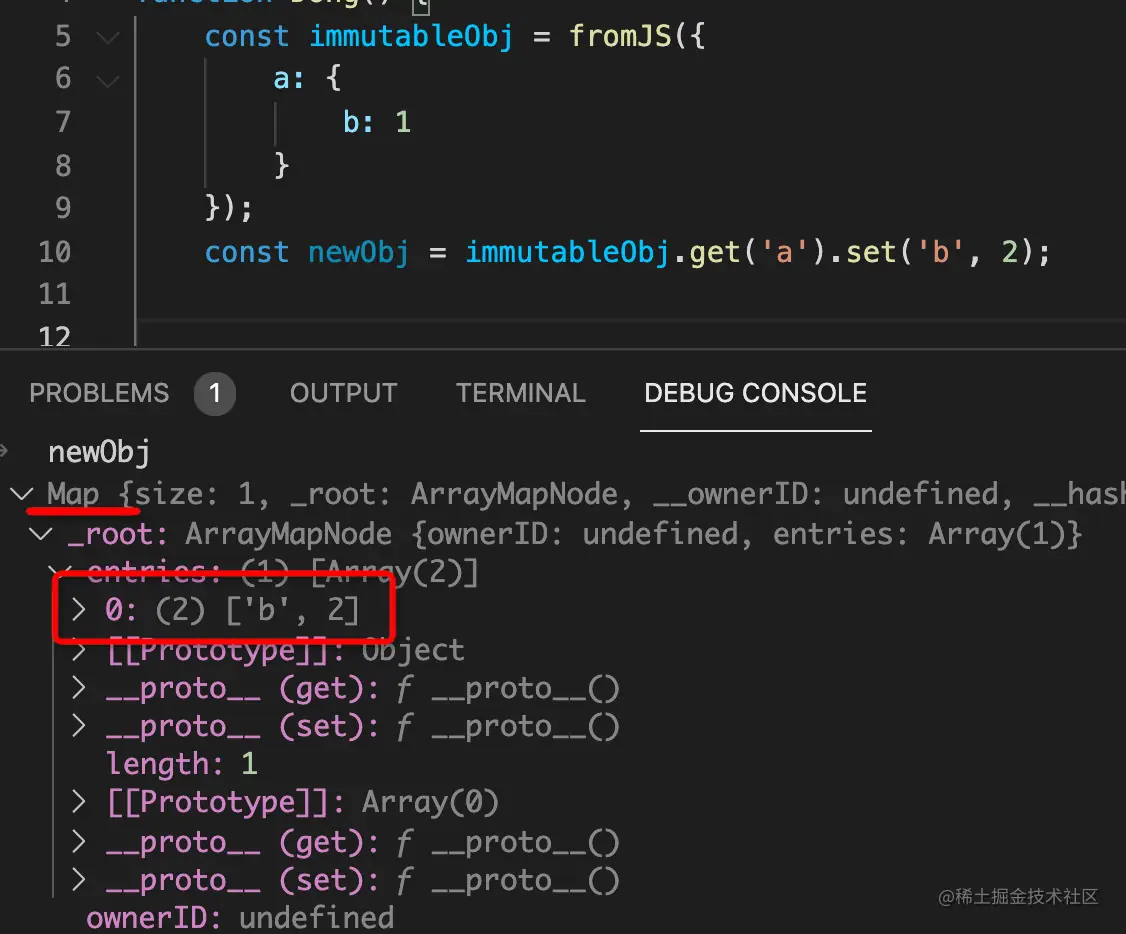 5 const immutableObj = fromJS({
6 a: {
7 b: 1
8 }
9 });
10 const newObj = immutableObj.get('a').set('b', 2);
11
12
PROBLEMS 1 OUTPUT TERMINAL DEBUG CONSOLE
newObj
Map {size: 1, _root: ArrayMapNode, __ownerID: undefined, __hash
_root: ArrayMapNode {ownerID: undefined, entries: Array(1)}
entries: (1) [Array(2)]
0: (2) ['b', 2]
[[Prototype]]: Object
__proto__ (get): ƒ __proto__()
__proto__ (set): ƒ __proto__()
length: 1
[[Prototype]]: Array(0)
__proto__ (get): ƒ __proto__()
__proto__ (set): ƒ __proto__()
ownerID: undefined
@稀土掘金技术社区